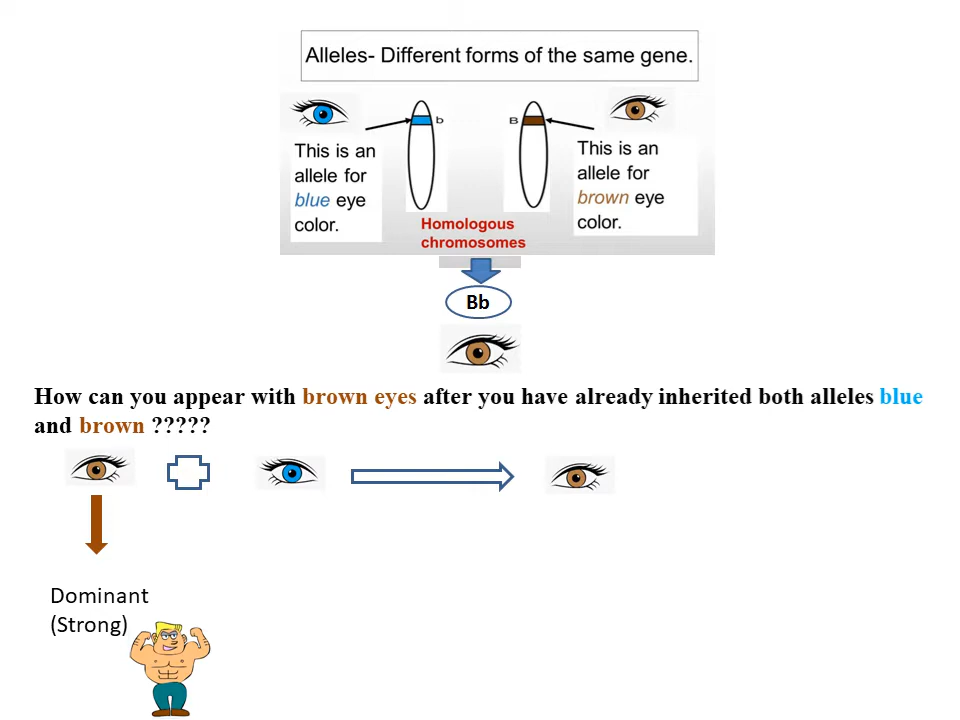 Alleles- Different forms of the same gene.
b
B
This is an
allele for
blue eye
color.
This is an
allele for
brown eye
color.
Homologous
chromosomes
Bb
How can you appear with brown eyes after you have already inherited both alleles blue
and brown ?????
Dominant
(Strong)